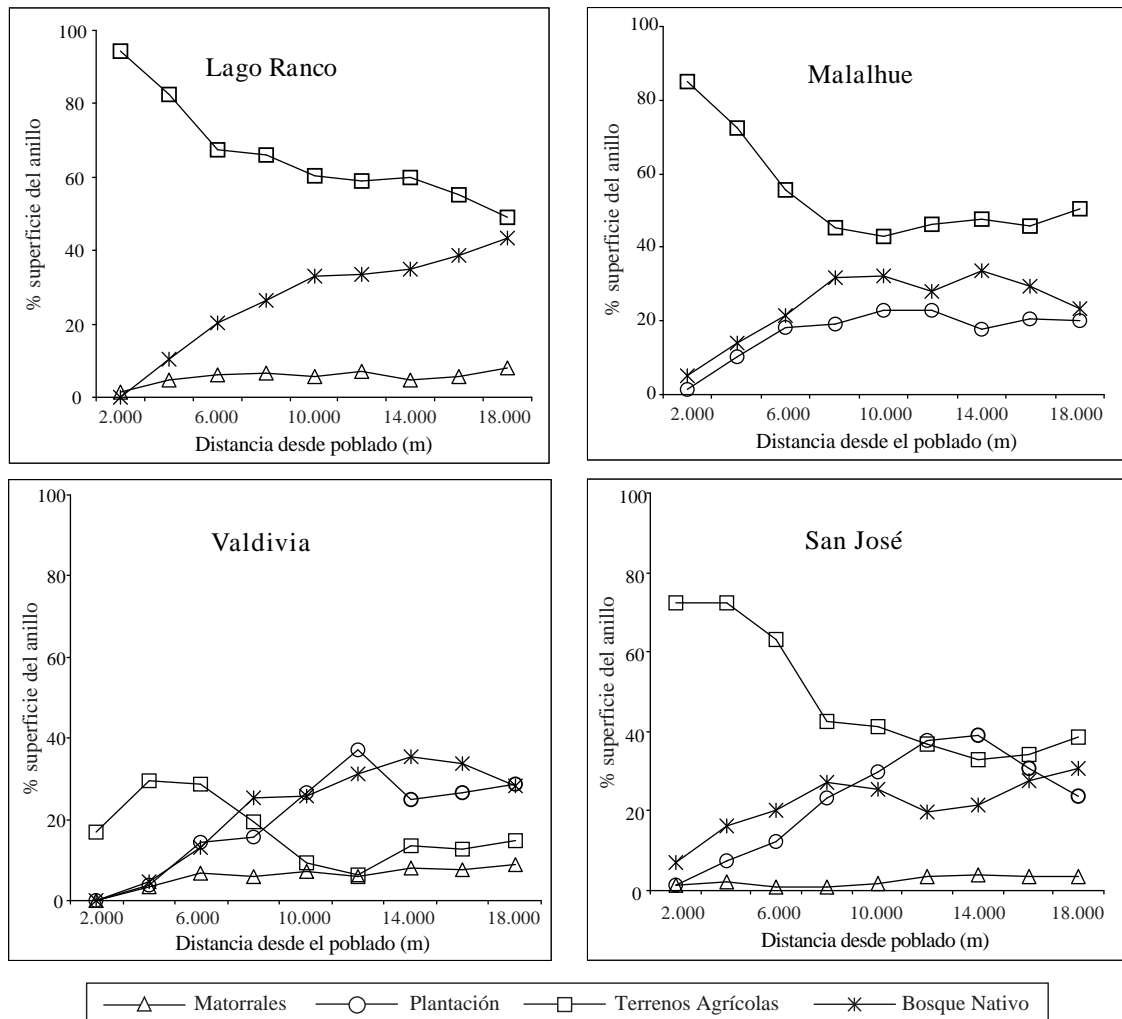 Lago Ranco
% superficie del anillo
100
80
60
40
20
0
2.000 6.000 10.000 14.000 18.000
Distancia desde poblado (m)
Malalhue
% superficie del anillo
100
80
60
40
20
0
2.000 6.000 10.000 14.000 18.000
Distancia desde el poblado (m)
Valdivia
% superficie del anillo
100
80
60
40
20
0
2.000 6.000 10.000 14.000 18.000
Distancia desde el poblado (m)
San José
% superficie del anillo
100
80
60
40
20
0
2.000 6.000 10.000 14.000 18.000
Distancia desde poblado (m)
Matorrales Plantación Terrenos Agrícolas Bosque Nativo